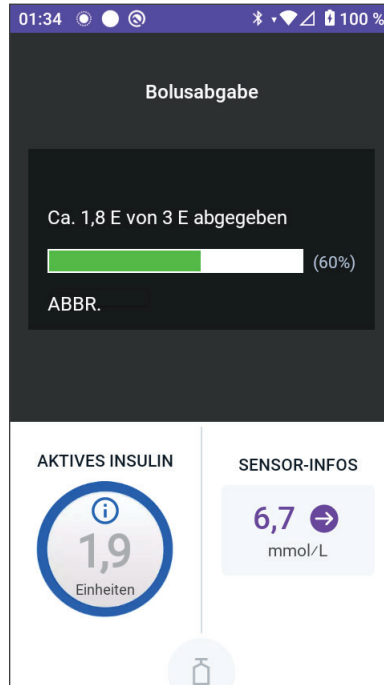 01:34 100 %
Bolusabgabe
Ca. 1,8 E von 3 E abgegeben
(60%)
ABBR.
AKTIVES INSULIN
1,9
Einheiten
SENSOR-INFOS
6,7
mmol/L